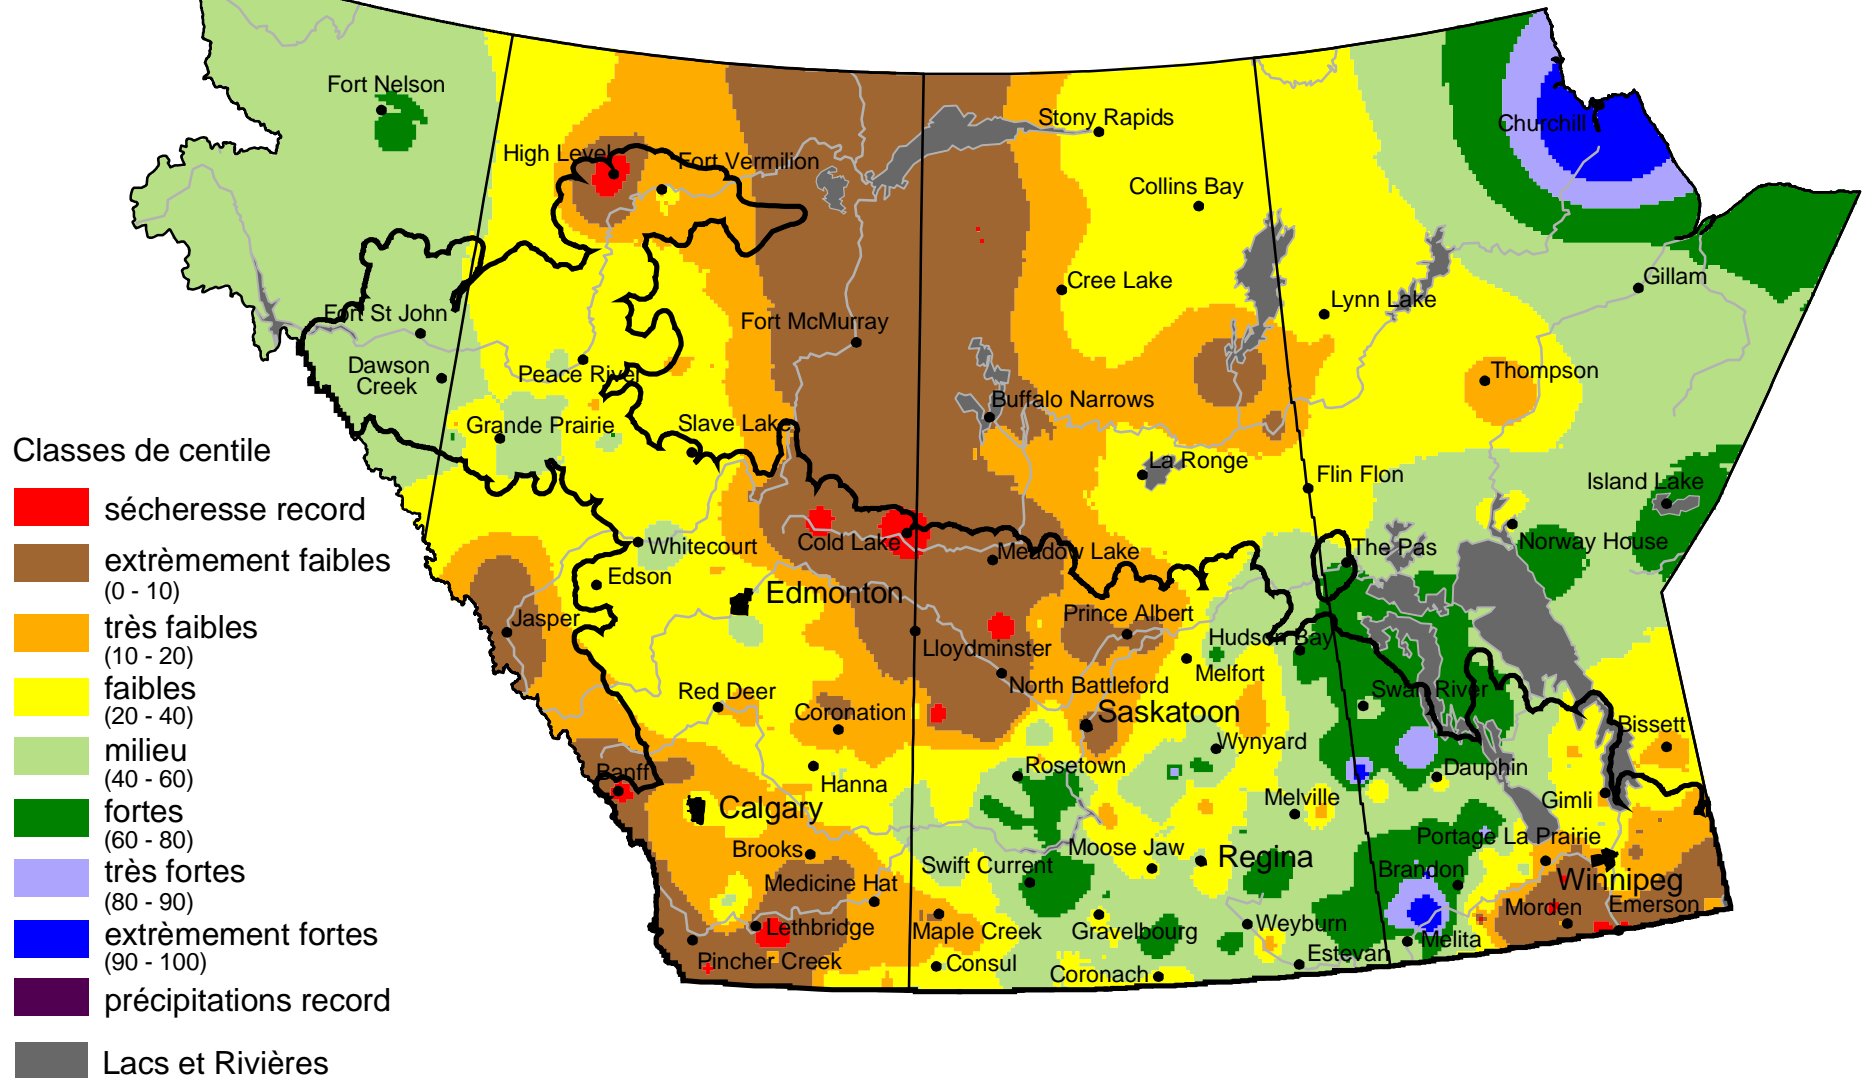 Fort Nelson
High Level
Fort Vermilion
Stony Rapids
Churchill
Collins Bay
Cree Lake
Gillam
Fort St John
Fort McMurray
Lynn Lake
Dawson
Creek
Peace River
Thompson
Buffalo Narrows
Grande Prairie
Slave Lake
La Ronge
Flin Flon
Island Lake
Whitecourt
Cold Lake
Meadow Lake
The Pas
Norway House
Edson
Edmonton
Jasper
Prince Albert
Lloydminster
Hudson Bay
Melfort
North Battleford
Swan River
Red Deer
Coronation
Saskatoon
Bissett
Wynyard
Banff
Hanna
Rosetown
Dauphin
Calgary
Melville
Gimli
Brooks
Moose Jaw
Portage La Prairie
Swift Current
Regina
Brandon
Medicine Hat
Winnipeg
Lethbridge
Maple Creek
Gravelbourg
Weyburn
Morden
Emerson
Pincher Creek
Consul
Coronach
Estevan
Melita
Classes de centile
sécheresse record
extrèmement faibles
(0 - 10)
très faibles
(10 - 20)
faibles
(20 - 40)
milieu
(40 - 60)
fortes
(60 - 80)
très fortes
(80 - 90)
extrèmement fortes
(90 - 100)
précipitations record
Lacs et Rivières